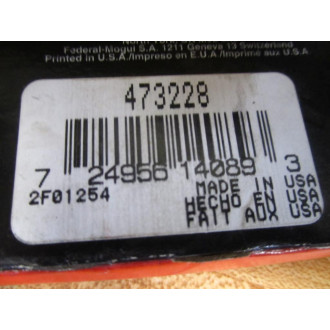 Federal-Mogul S.A. 1211 Geneva 13 Switzerland
Printed in U.S.A./Impreso en E.U.A/Imprimé aux U.S.A
473228
7 24956 14089 3
2F01254
MADE IN USA
HECHO EN USA
FAIT AUX USA